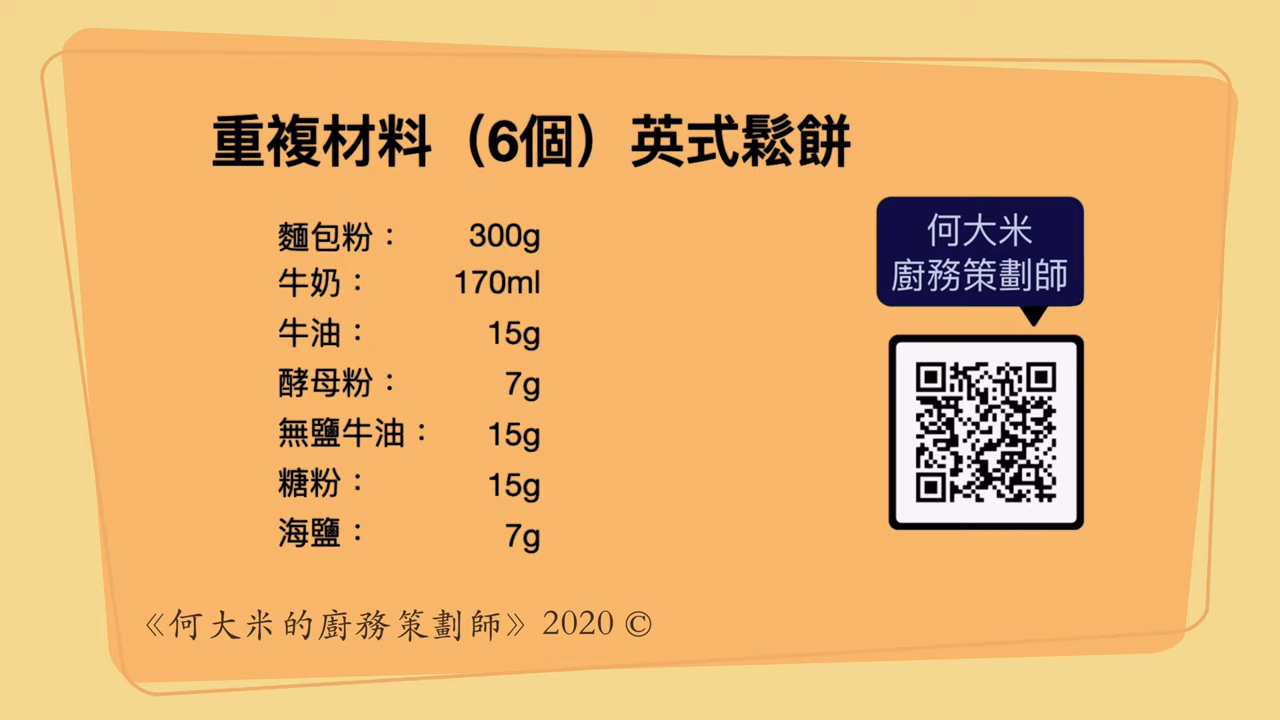 重複材料（6個）英式鬆餅
麵包粉： 300g
牛奶： 170ml
牛油： 15g
酵母粉： 7g
無鹽牛油： 15g
糖粉： 15g
海鹽： 7g
何大米
廚務策劃師
《何大米的廚務策劃師》2020 ©